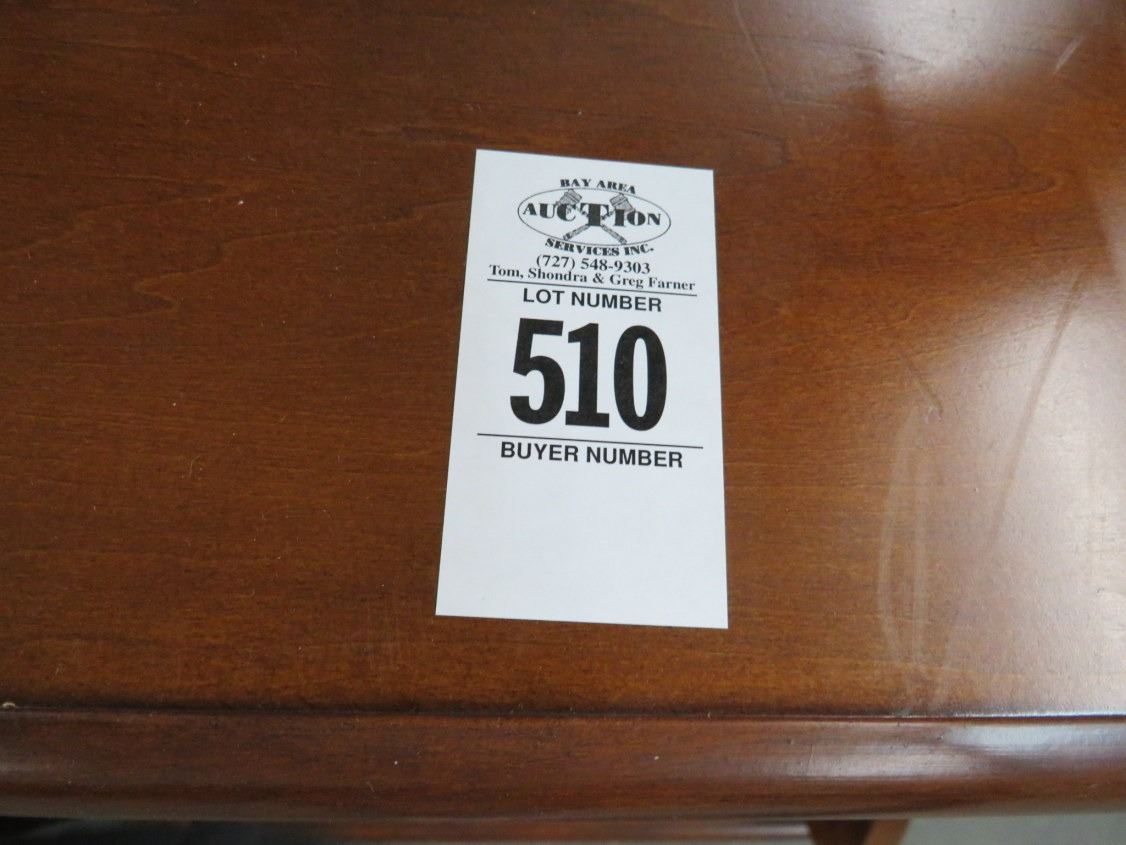 BAY AREA
AUCTION
SERVICES INC.
(727) 548-9303
Tom, Shondra & Greg Farner
LOT NUMBER
510
BUYER NUMBER